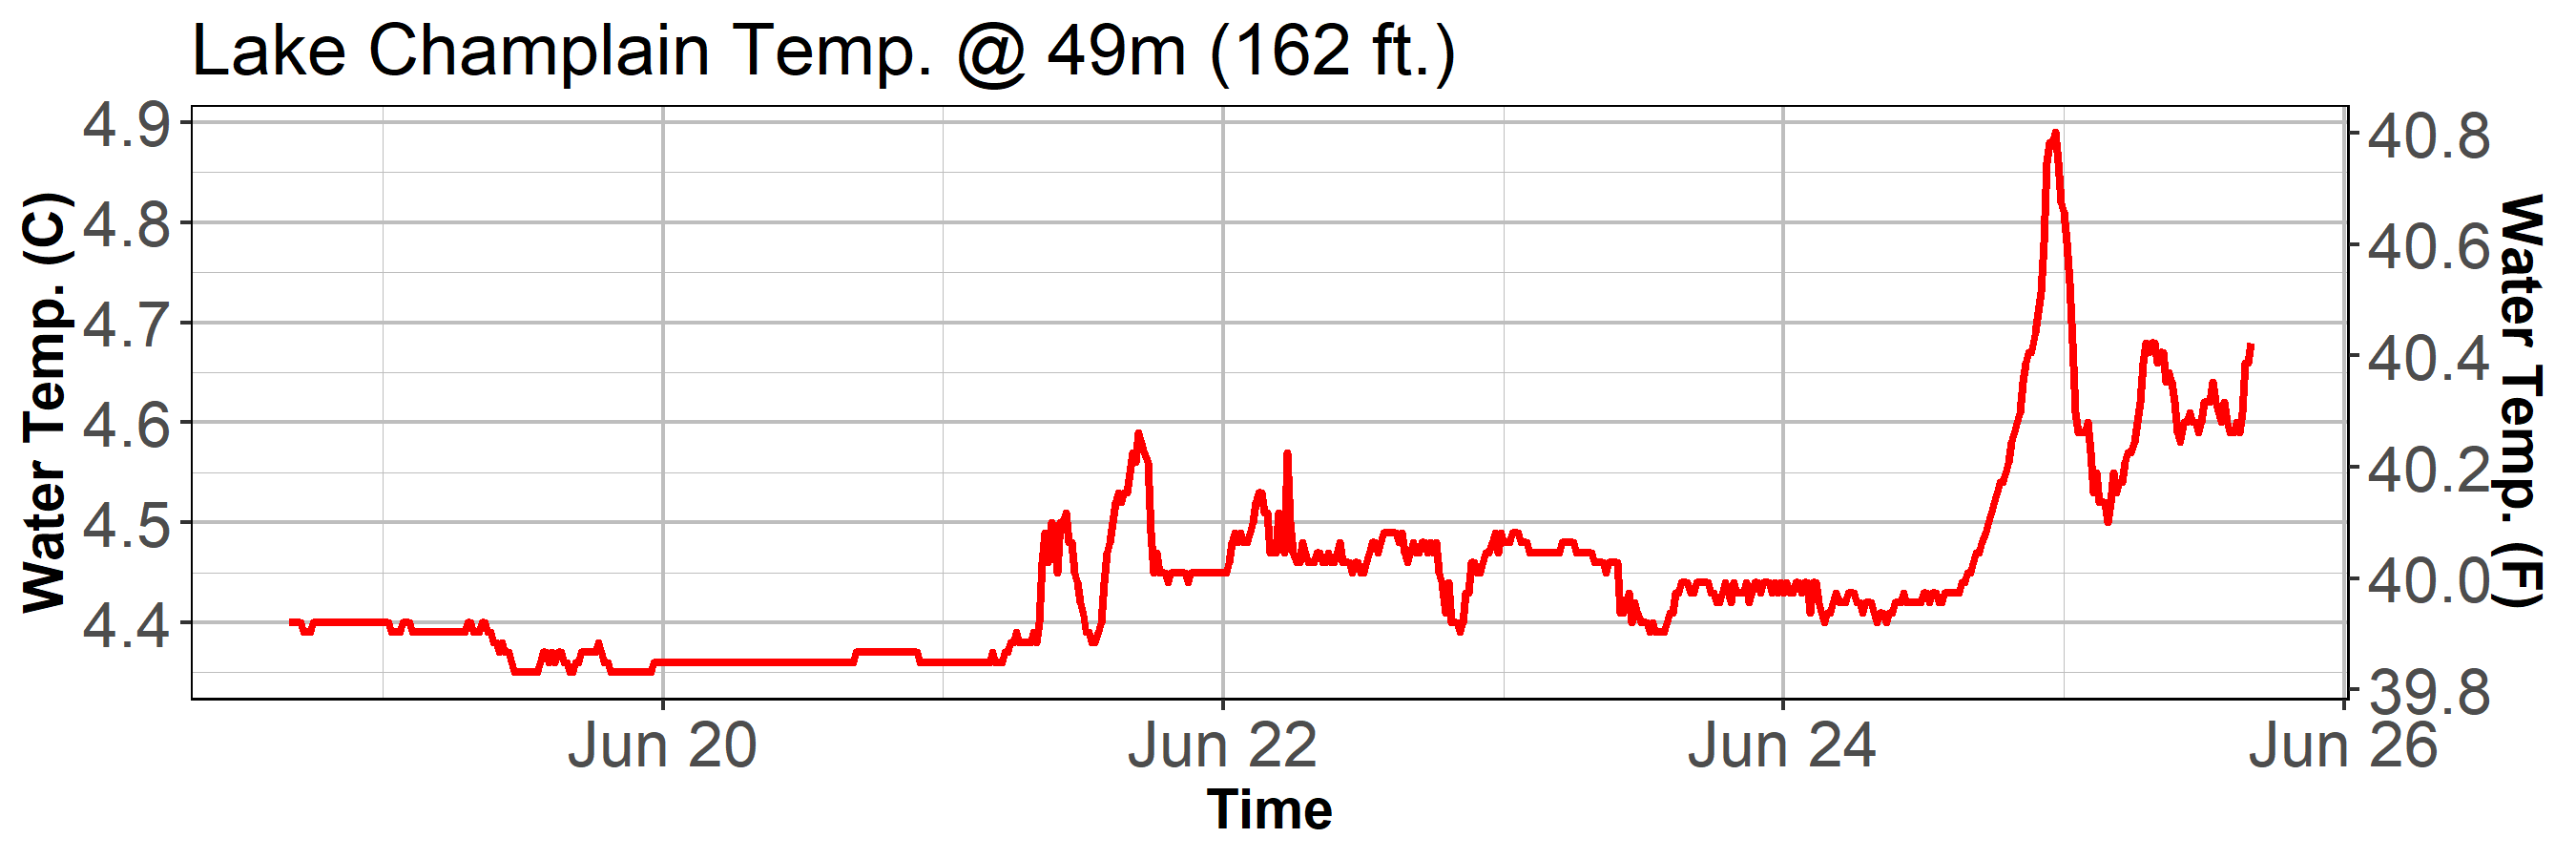 Lake Champlain Temp. @ 49m (162 ft.)
Water Temp. (C)
4.9
4.8
4.7
4.6
4.5
4.4
40.8
40.6
40.4
40.2
40.0
39.8
Water Temp. (F)
Jun 20
Jun 22
Jun 24
Jun 26
Time